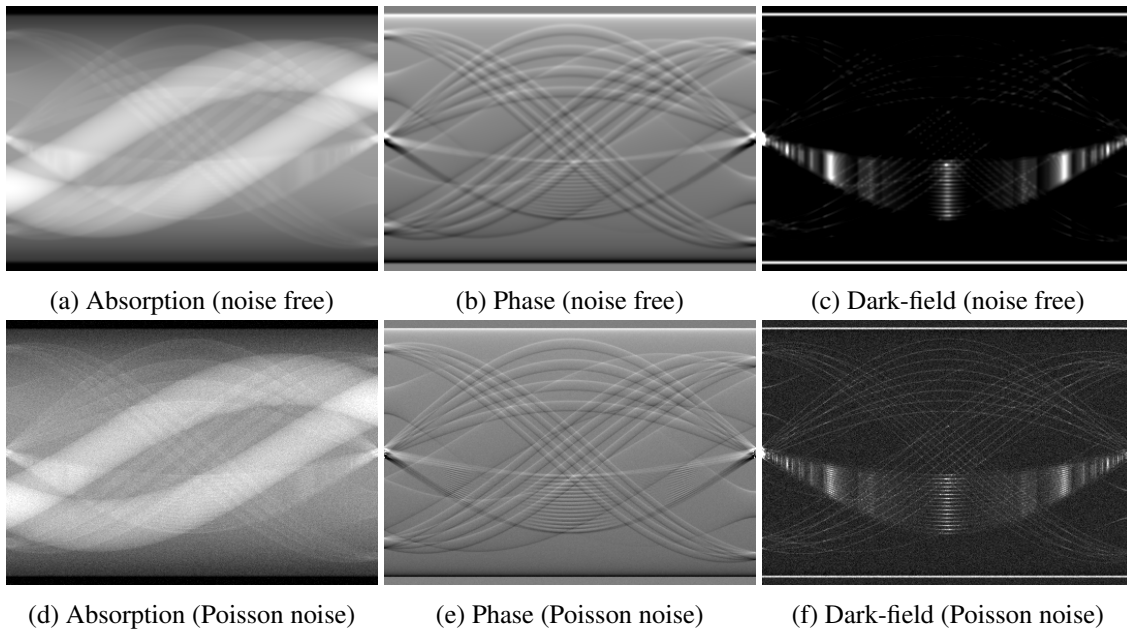 (a) Absorption (noise free)
(b) Phase (noise free)
(c) Dark-field (noise free)
(d) Absorption (Poisson noise)
(e) Phase (Poisson noise)
(f) Dark-field (Poisson noise)